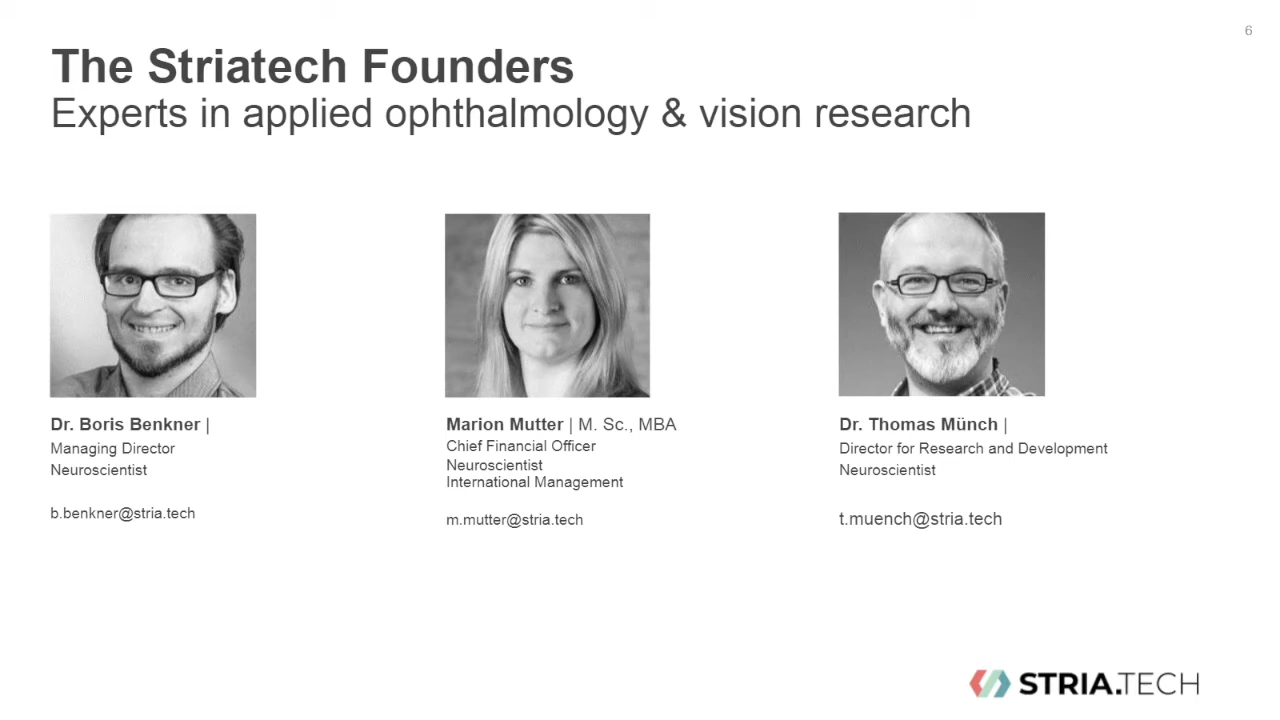 6
The Striatech Founders
Experts in applied ophthalmology & vision research
Dr. Boris Benkner |
Managing Director
Neuroscientist
b.benkner@stria.tech
Marion Mutter | M. Sc., MBA
Chief Financial Officer
Neuroscientist
International Management
m.mutter@stria.tech
Dr. Thomas Münch |
Director for Research and Development
Neuroscientist
t.muench@stria.tech
STRIA.TECH